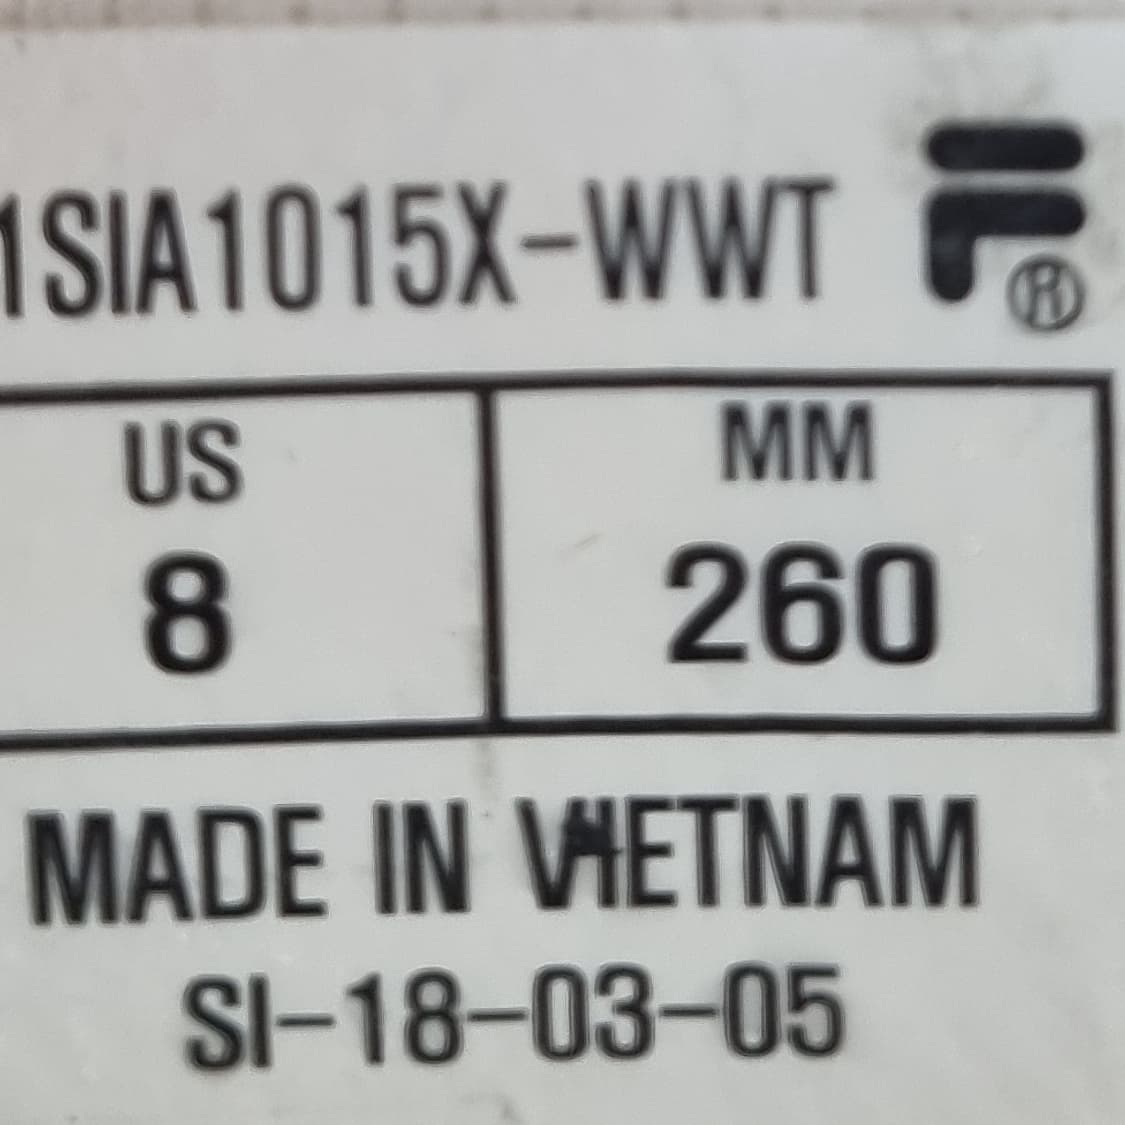 1SIA1015X-WWT F®
US MM
8 260
MADE IN VIETNAM
SI-18-03-05